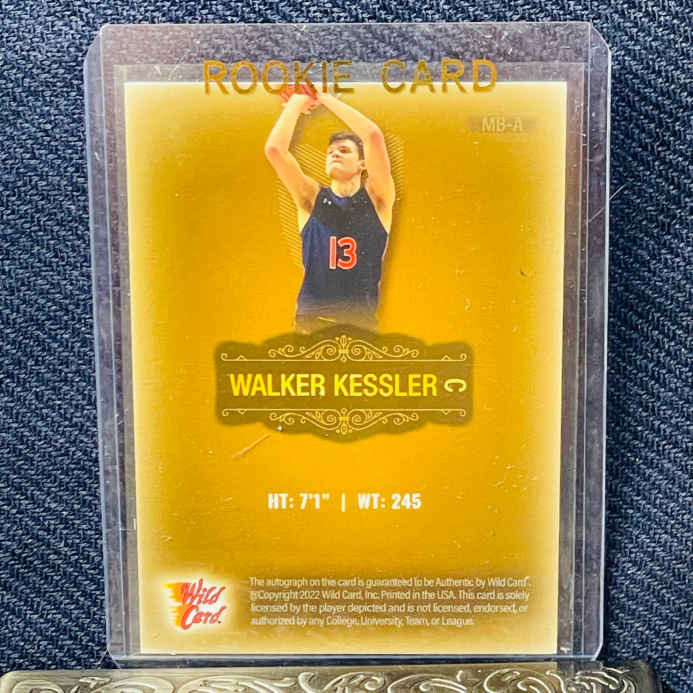 ROOKIE CARD
MB-A
13
WALKER KESSLER C
HT: 7'1" | WT: 245
Wild Card.
The autograph on this card is guaranteed to be Authentic by Wild Card™.
©Copyright 2022 Wild Card, Inc. Printed in the USA. This card is solely
licensed by the player depicted and is not licensed, endorsed, or
authorized by any College, University, Team, or League.